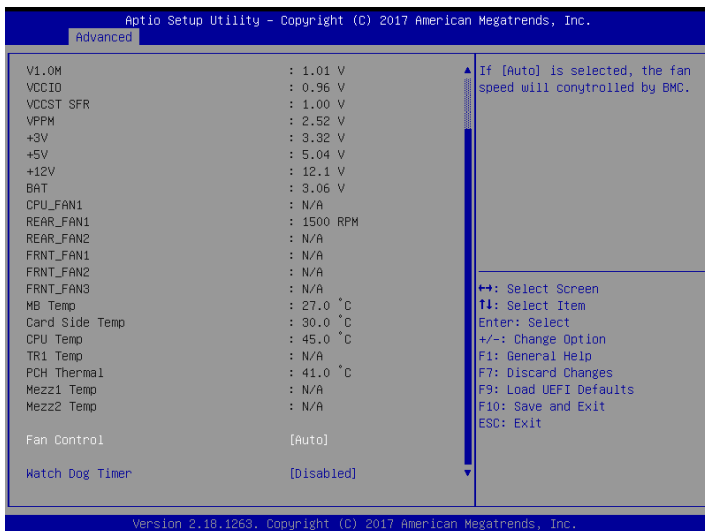 Aptio Setup Utility – Copyright (C) 2017 American Megatrends, Inc.
Advanced
V1.0M : 1.01 V
VCCIO : 0.96 V
VCCST SFR : 1.00 V
VPPM : 2.52 V
+3V : 3.32 V
+5V : 5.04 V
+12V : 12.1 V
BAT : 3.06 V
CPU_FAN1 : N/A
REAR_FAN1 : 1500 RPM
REAR_FAN2 : N/A
FRNT_FAN1 : N/A
FRNT_FAN2 : N/A
FRNT_FAN3 : N/A
MB Temp : 27.0 °C
Card Side Temp : 30.0 °C
CPU Temp : 45.0 °C
TR1 Temp : N/A
PCH Thermal : 41.0 °C
Mezz1 Temp : N/A
Mezz2 Temp : N/A
Fan Control [Auto]
Watch Dog Timer [Disabled]
If [Auto] is selected, the fan
speed will conytrolled by BMC.
↔: Select Screen
↑↓: Select Item
Enter: Select
+/-: Change Option
F1: General Help
F7: Discard Changes
F9: Load UEFI Defaults
F10: Save and Exit
ESC: Exit
Version 2.18.1263. Copyright (C) 2017 American Megatrends, Inc.